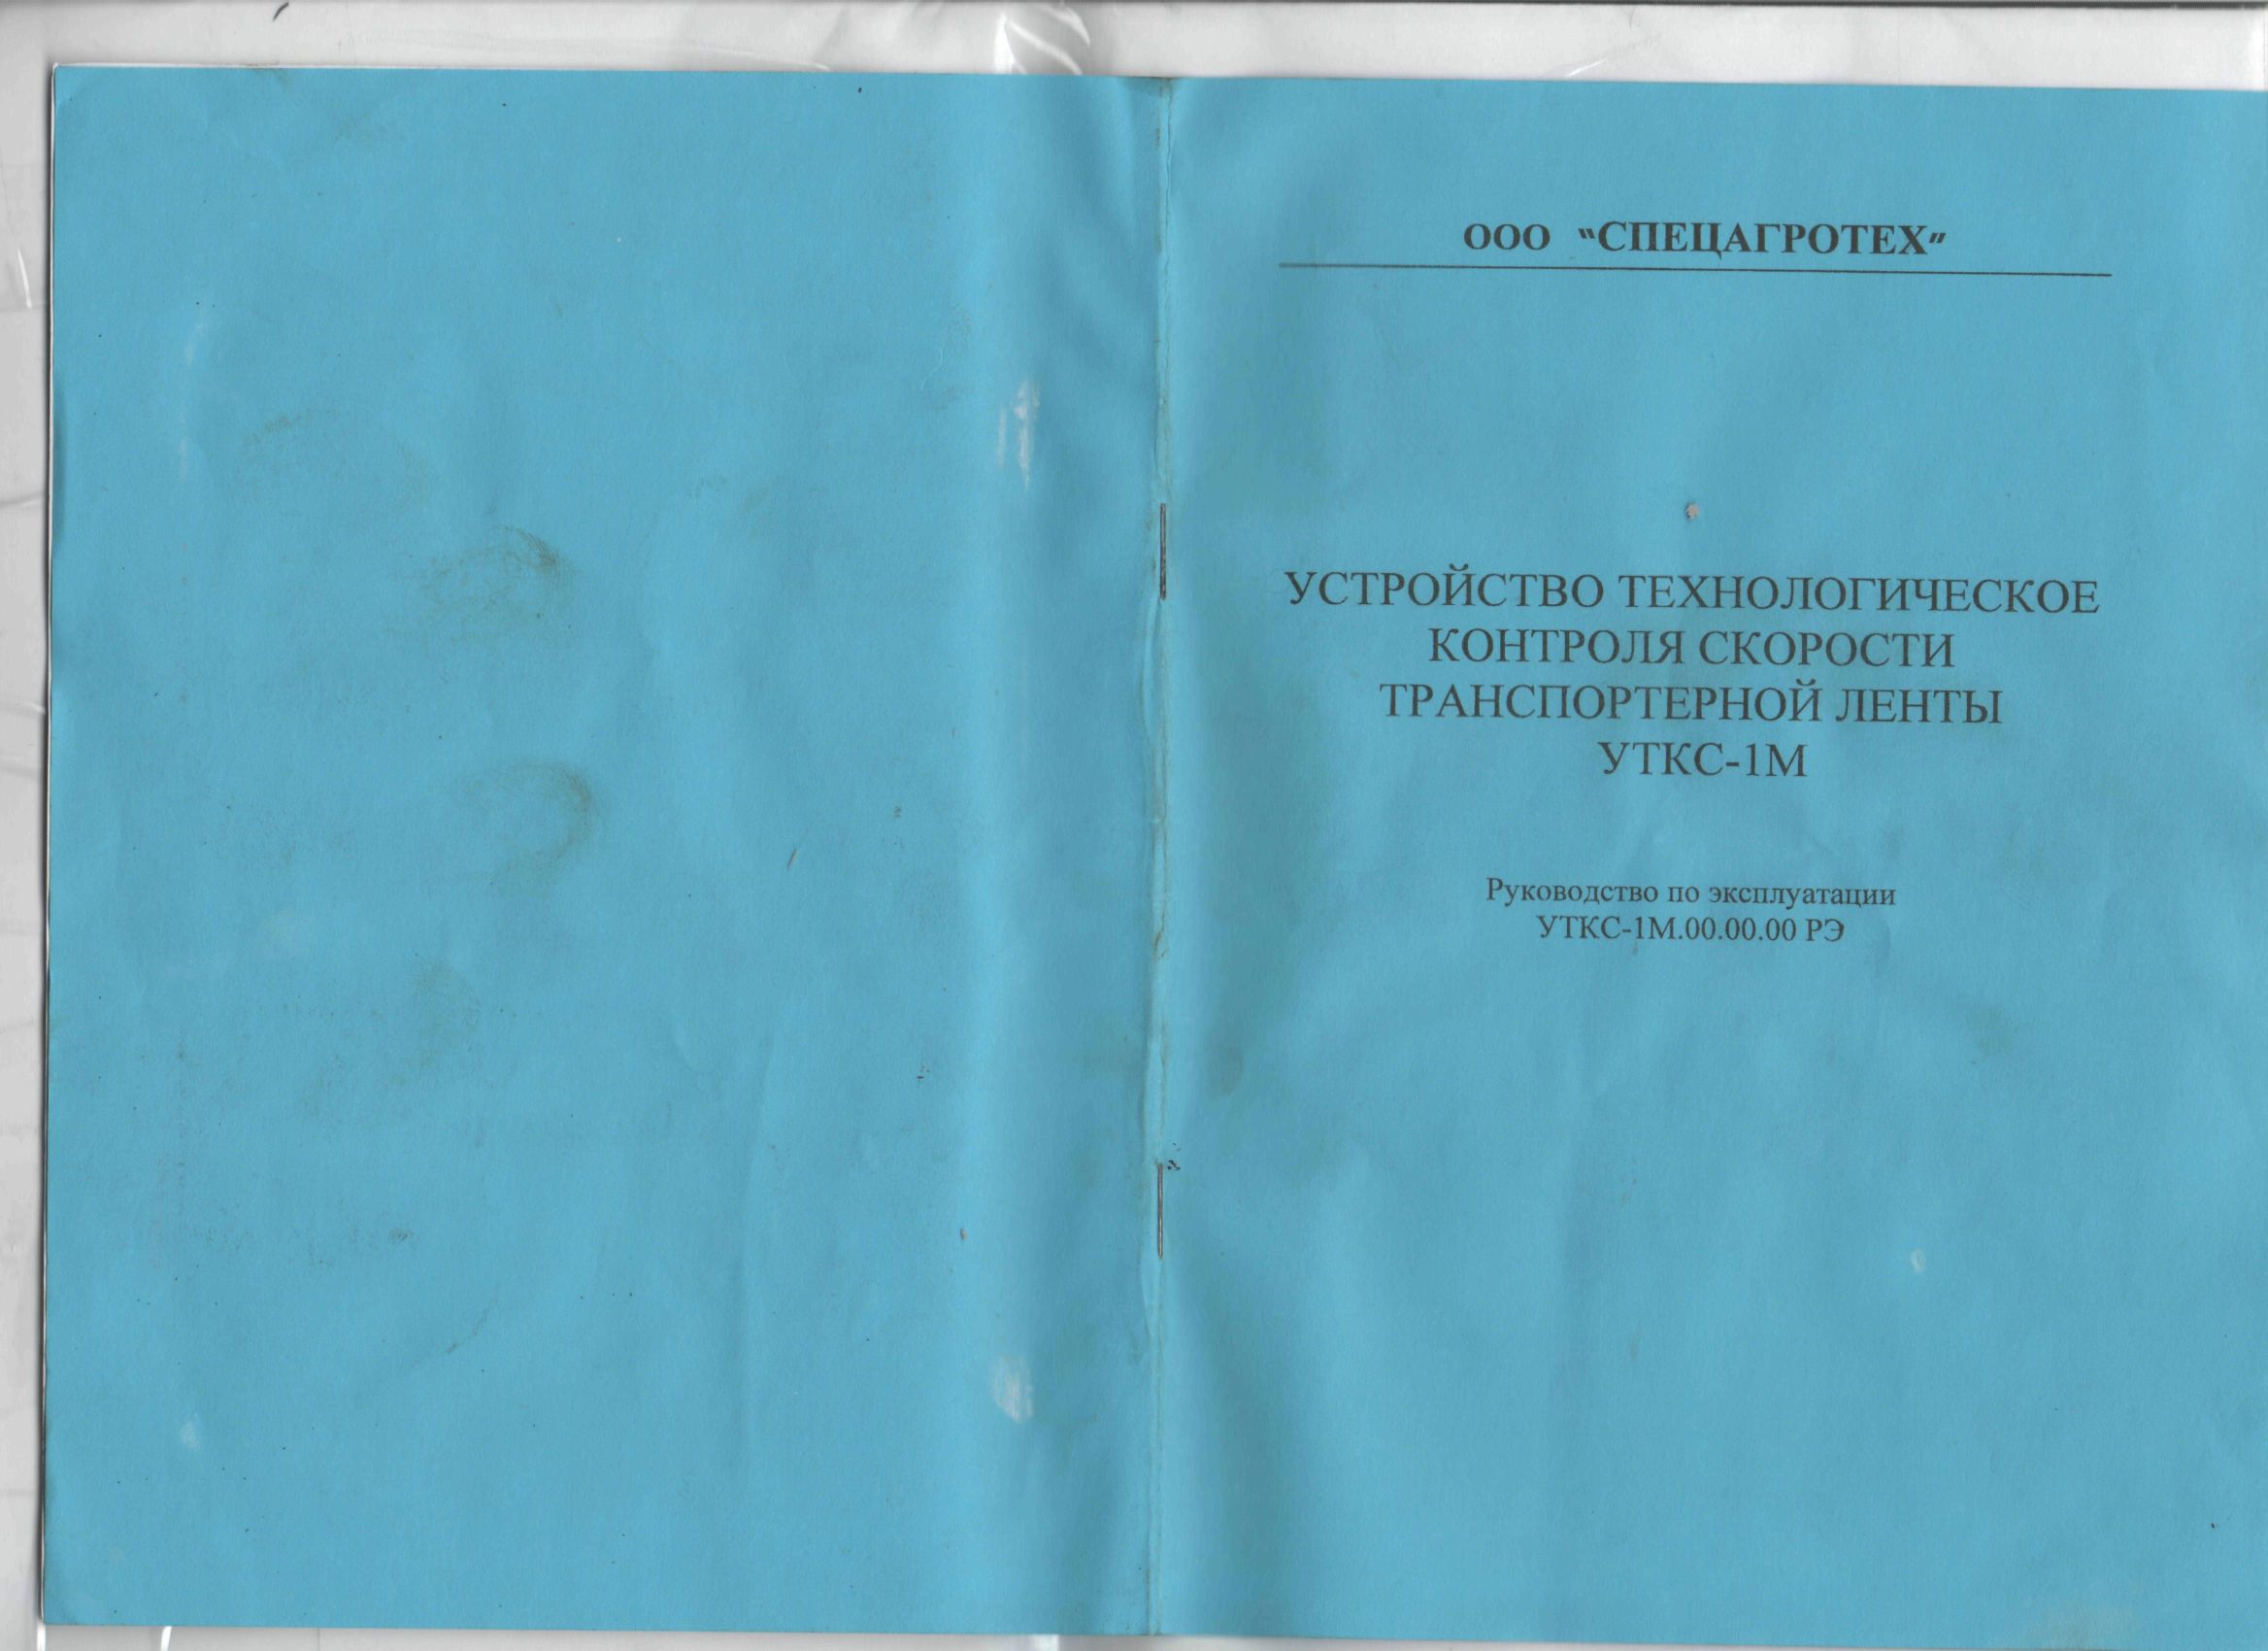 ООО "СПЕЦАГРОТЕХ"
УСТРОЙСТВО ТЕХНОЛОГИЧЕСКОЕ
КОНТРОЛЯ СКОРОСТИ
ТРАНСПОРТЕРНОЙ ЛЕНТЫ
УТКС-1М
Руководство по эксплуатации
УТКС-1М.00.00.00 РЭ